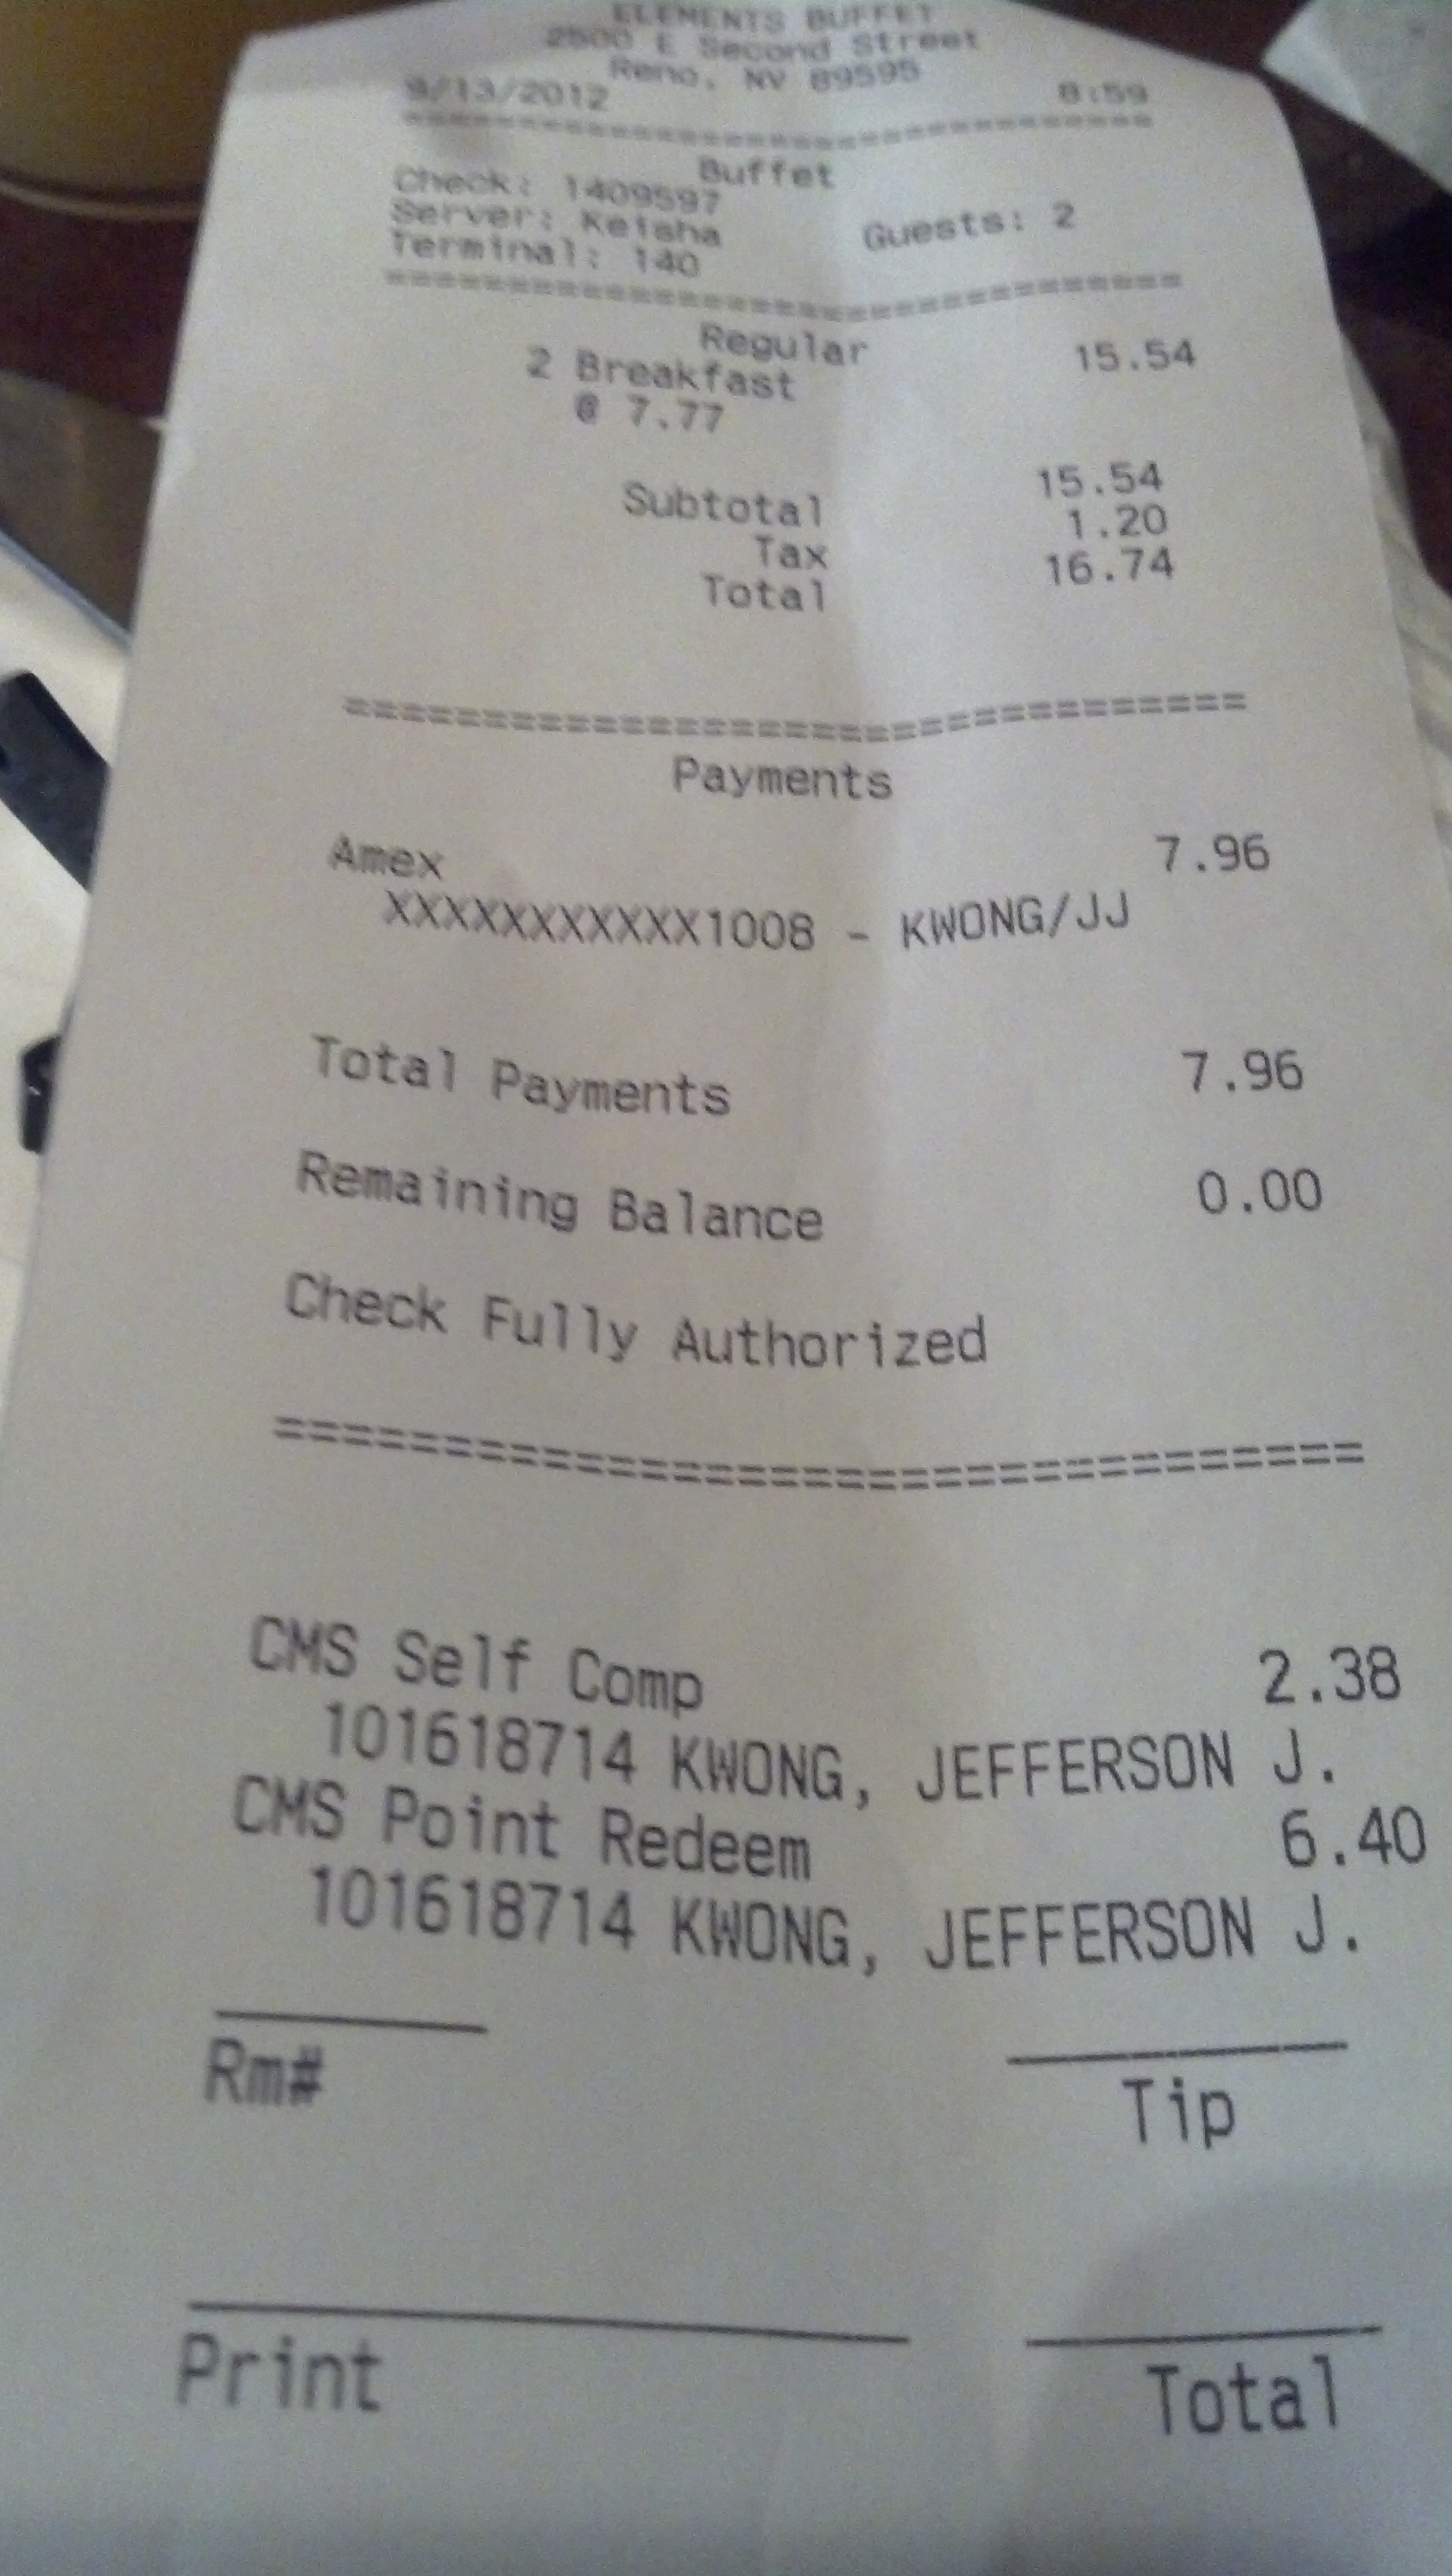 ELEMENTS BUFFET
2500 E Second Street
Reno, NV 89595
9/13/2012 8:59
==================================
Buffet
Check: 1409597
Server: Keisha Guests: 2
Terminal: 140
==================================
Regular
2 Breakfast 15.54
@ 7.77
Subtotal 15.54
Tax 1.20
Total 16.74
==================================
Payments
Amex 7.96
XXXXXXXXXXX1008 - KWONG/JJ
Total Payments 7.96
Remaining Balance 0.00
Check Fully Authorized
==================================
CMS Self Comp 2.38
101618714 KWONG, JEFFERSON J.
CMS Point Redeem 6.40
101618714 KWONG, JEFFERSON J.
Rm# Tip
Print Total